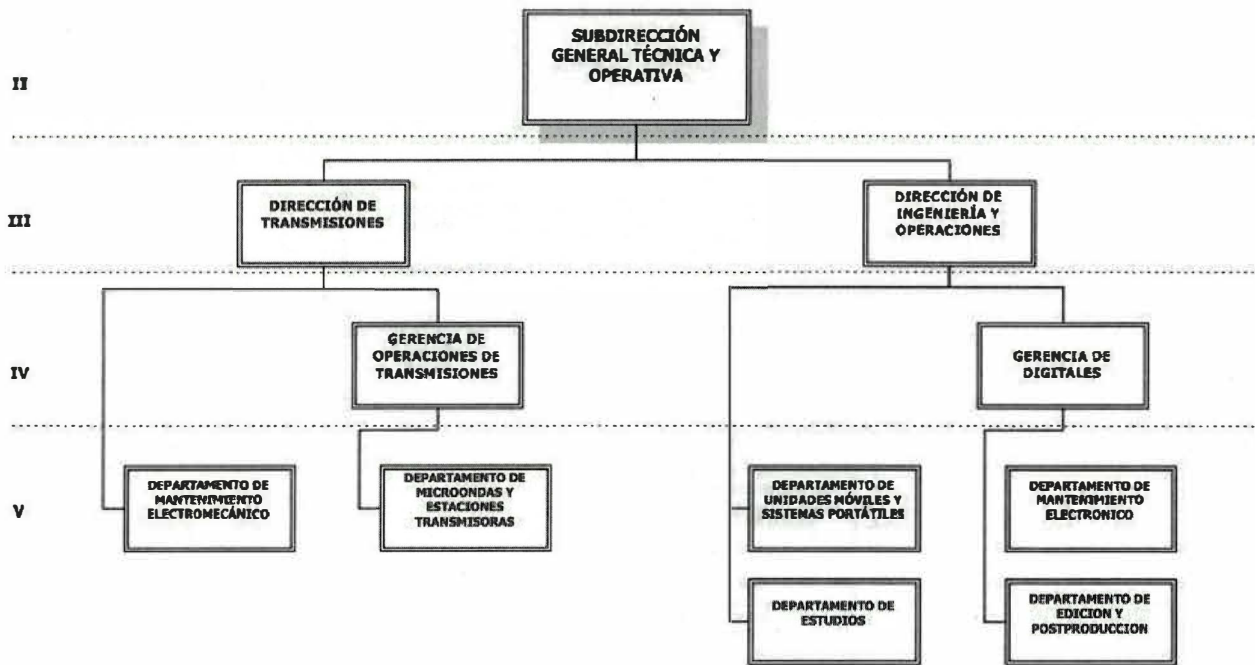 SUBDIRECCIÓN
GENERAL TÉCNICA Y
OPERATIVA
II
DIRECCIÓN DE
TRANSMISIONES
DIRECCIÓN DE
INGENIERÍA Y
OPERACIONES
III
GERENCIA DE
OPERACIONES DE
TRANSMISIONES
GERENCIA DE
DIGITALES
IV
DEPARTAMENTO DE
MANTENIMIENTO
ELECTROMECÁNICO
DEPARTAMENTO DE
MICROONDAS Y
ESTACIONES
TRANSMISORAS
DEPARTAMENTO DE
UNIDADES MÓVILES Y
SISTEMAS PORTÁTILES
DEPARTAMENTO DE
MANTENIMIENTO
ELECTRONICO
V
DEPARTAMENTO DE
ESTUDIOS
DEPARTAMENTO DE
EDICION Y
POSTPRODUCCION